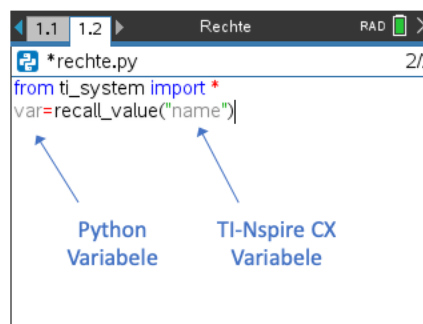 1.1 1.2 Rechte RAD
*rechte.py 2/
from ti_system import *
var=recall_value("name")
Python TI-Nspire CX
Variabele Variabele